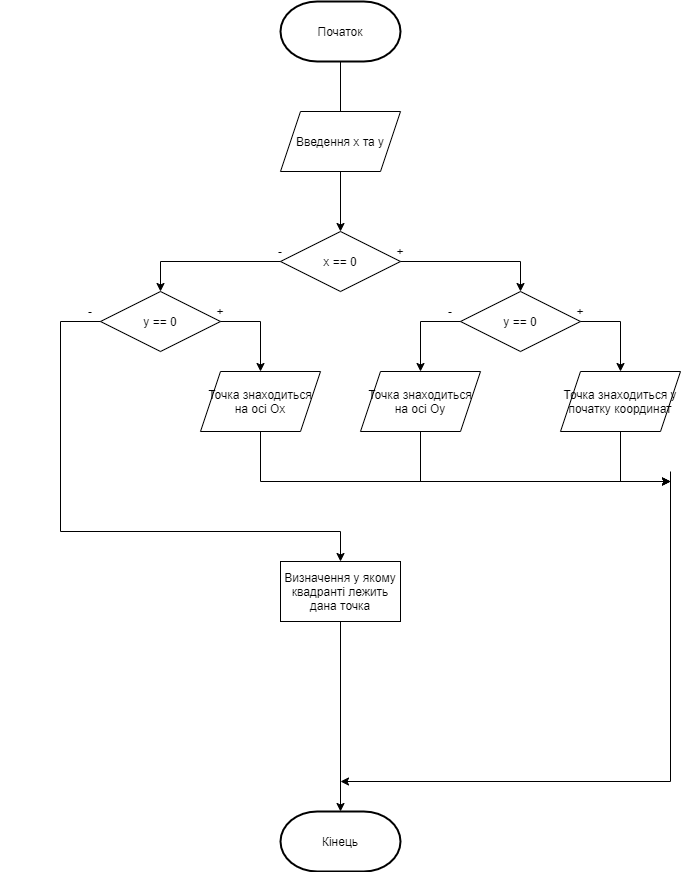 Початок
Введення x та y
- +
x == 0
- +
y == 0
- +
y == 0
Точка знаходиться
на осі Ox
Точка знаходиться
на осі Oy
Точка знаходиться у
початку координат
Визначення у якому
квадранті лежить
дана точка
Кінець